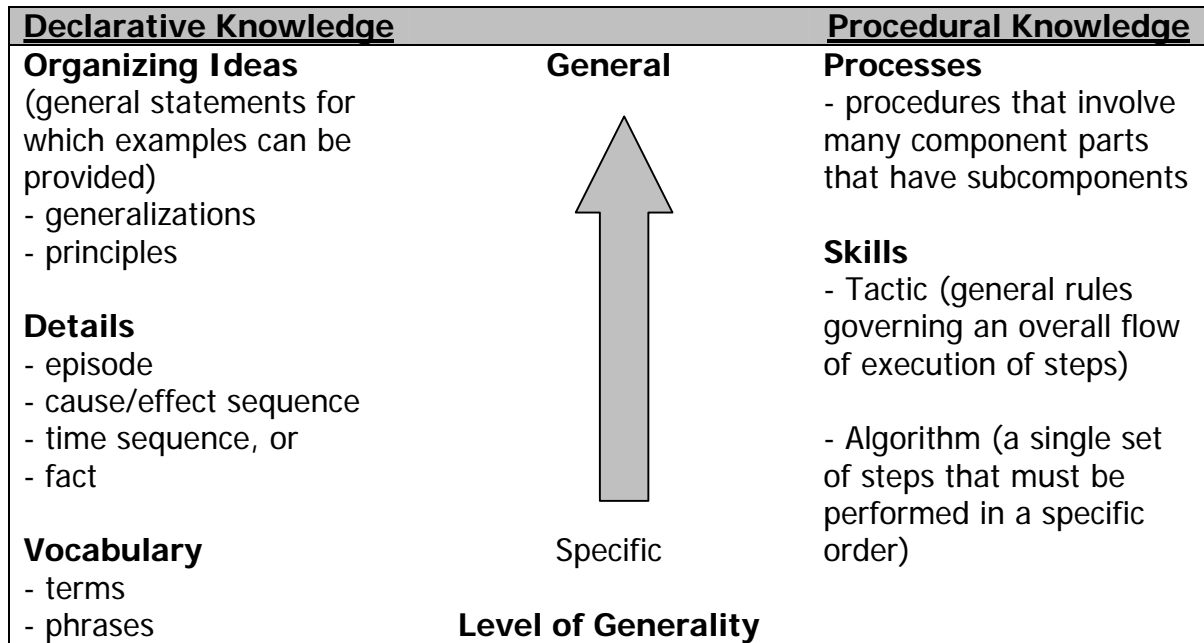 Declarative Knowledge
Procedural Knowledge
Organizing Ideas
(general statements for
which examples can be
provided)
- generalizations
- principles
Details
- episode
- cause/effect sequence
- time sequence, or
- fact
Vocabulary
- terms
- phrases
General
Specific
Level of Generality
Processes
- procedures that involve
many component parts
that have subcomponents
Skills
- Tactic (general rules
governing an overall flow
of execution of steps)
- Algorithm (a single set
of steps that must be
performed in a specific
order)